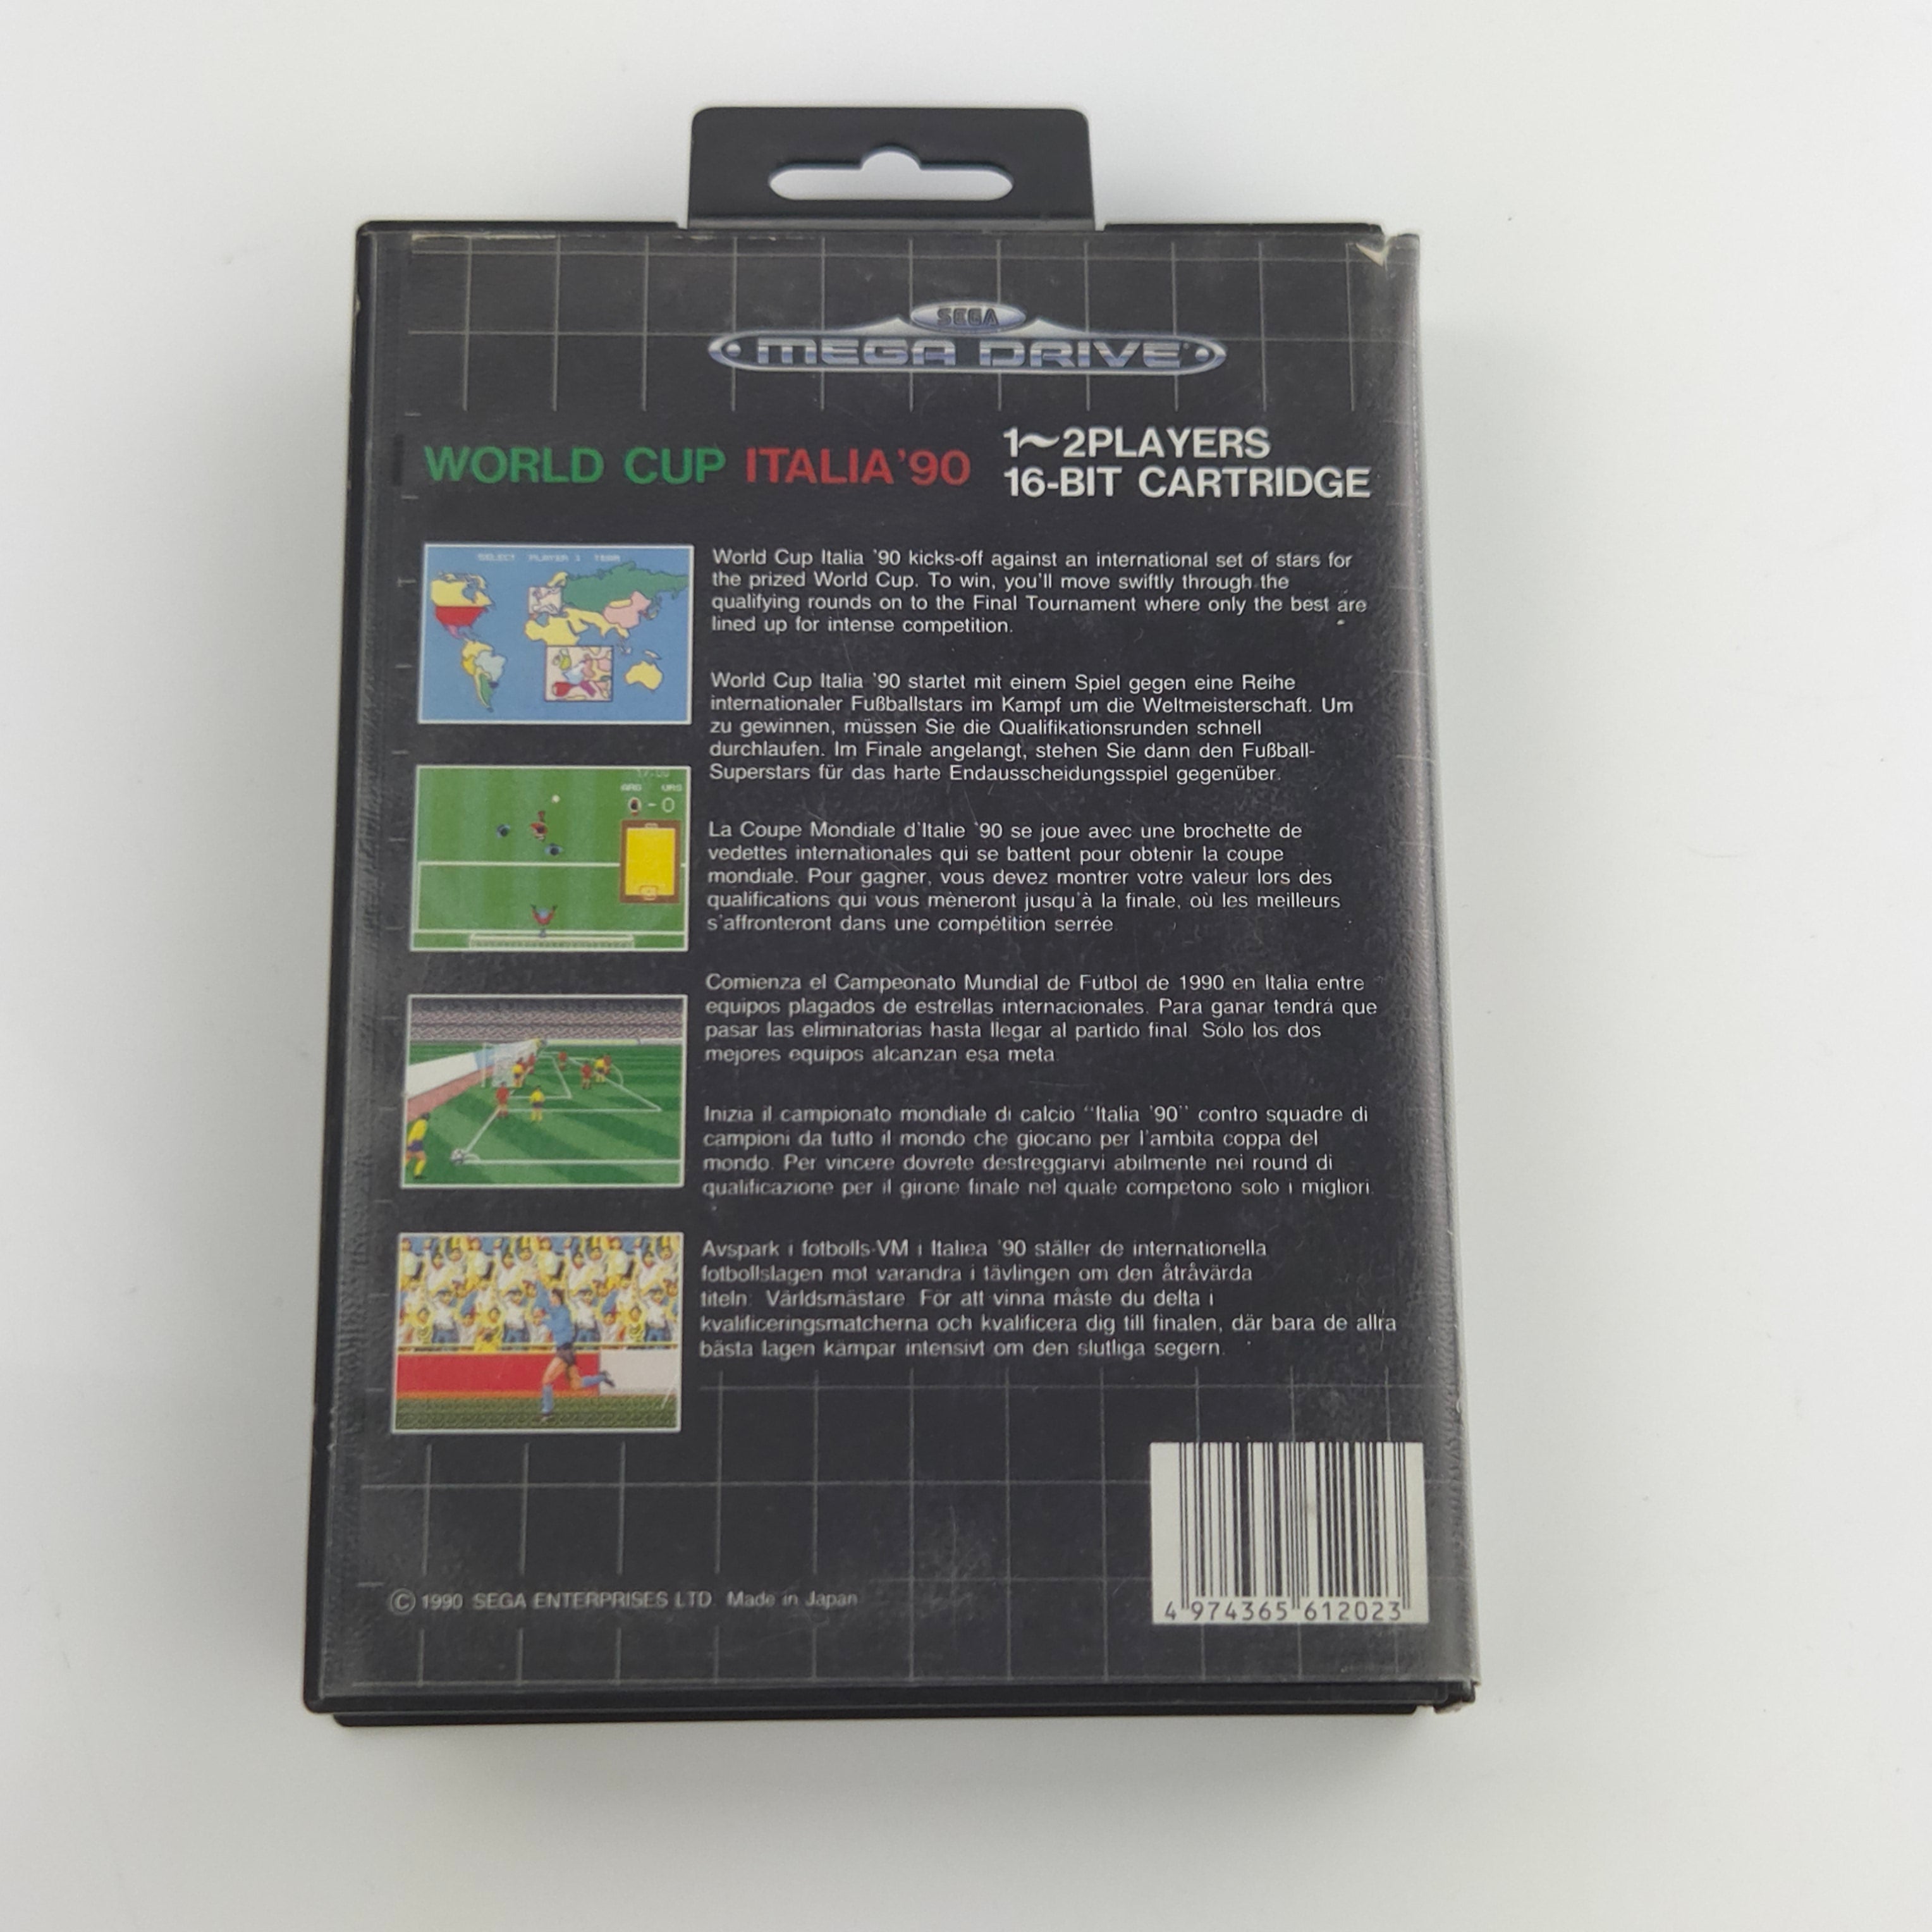 SEGA
MEGA DRIVE
WORLD CUP ITALIA '90
1~2PLAYERS
16-BIT CARTRIDGE
SELECT PLAYER 1 TEAM
World Cup Italia '90 kicks-off against an international set of stars for
the prized World Cup. To win, you'll move swiftly through the
qualifying rounds on to the Final Tournament where only the best are
lined up for intense competition.
World Cup Italia '90 startet mit einem Spiel gegen eine Reihe
internationaler Fußballstars im Kampf um die Weltmeisterschaft. Um
zu gewinnen, müssen Sie die Qualifikationsrunden schnell
durchlaufen. Im Finale angelangt, stehen Sie dann den Fußball-
Superstars für das harte Endausscheidungsspiel gegenüber.
ARG URG
0-0
La Coupe Mondiale d'Italie '90 se joue avec une brochette de
vedettes internationales qui se battent pour obtenir la coupe
mondiale. Pour gagner, vous devez montrer votre valeur lors des
qualifications qui vous mèneront jusqu'à la finale, où les meilleurs
s'affronteront dans une compétition serrée.
Comienza el Campeonato Mundial de Fútbol de 1990 en Italia entre
equipos plagados de estrellas internacionales. Para ganar tendrá que
pasar las eliminatorias hasta llegar al partido final. Sólo los dos
mejores equipos alcanzan esa meta.
Inizia il campionato mondiale di calcio "Italia '90" contro squadre di
campioni da tutto il mondo che giocano per l'ambita coppa del
mondo. Per vincere dovrete destreggiarvi abilmente nei round di
qualificazione per il girone finale nel quale competono solo i migliori.
Avspark i fotbolls-VM i Italiea '90 ställer de internationella
fotbollslagen mot varandra i tävlingen om den åtråvärda
titeln: Världsmästare. För att vinna måste du delta i
kvalificeringsmatcherna och kvalificera dig till finalen, där bara de allra
bästa lagen kämpar intensivt om den slutliga segern.
© 1990 SEGA ENTERPRISES LTD. Made in Japan
4 974365 612023